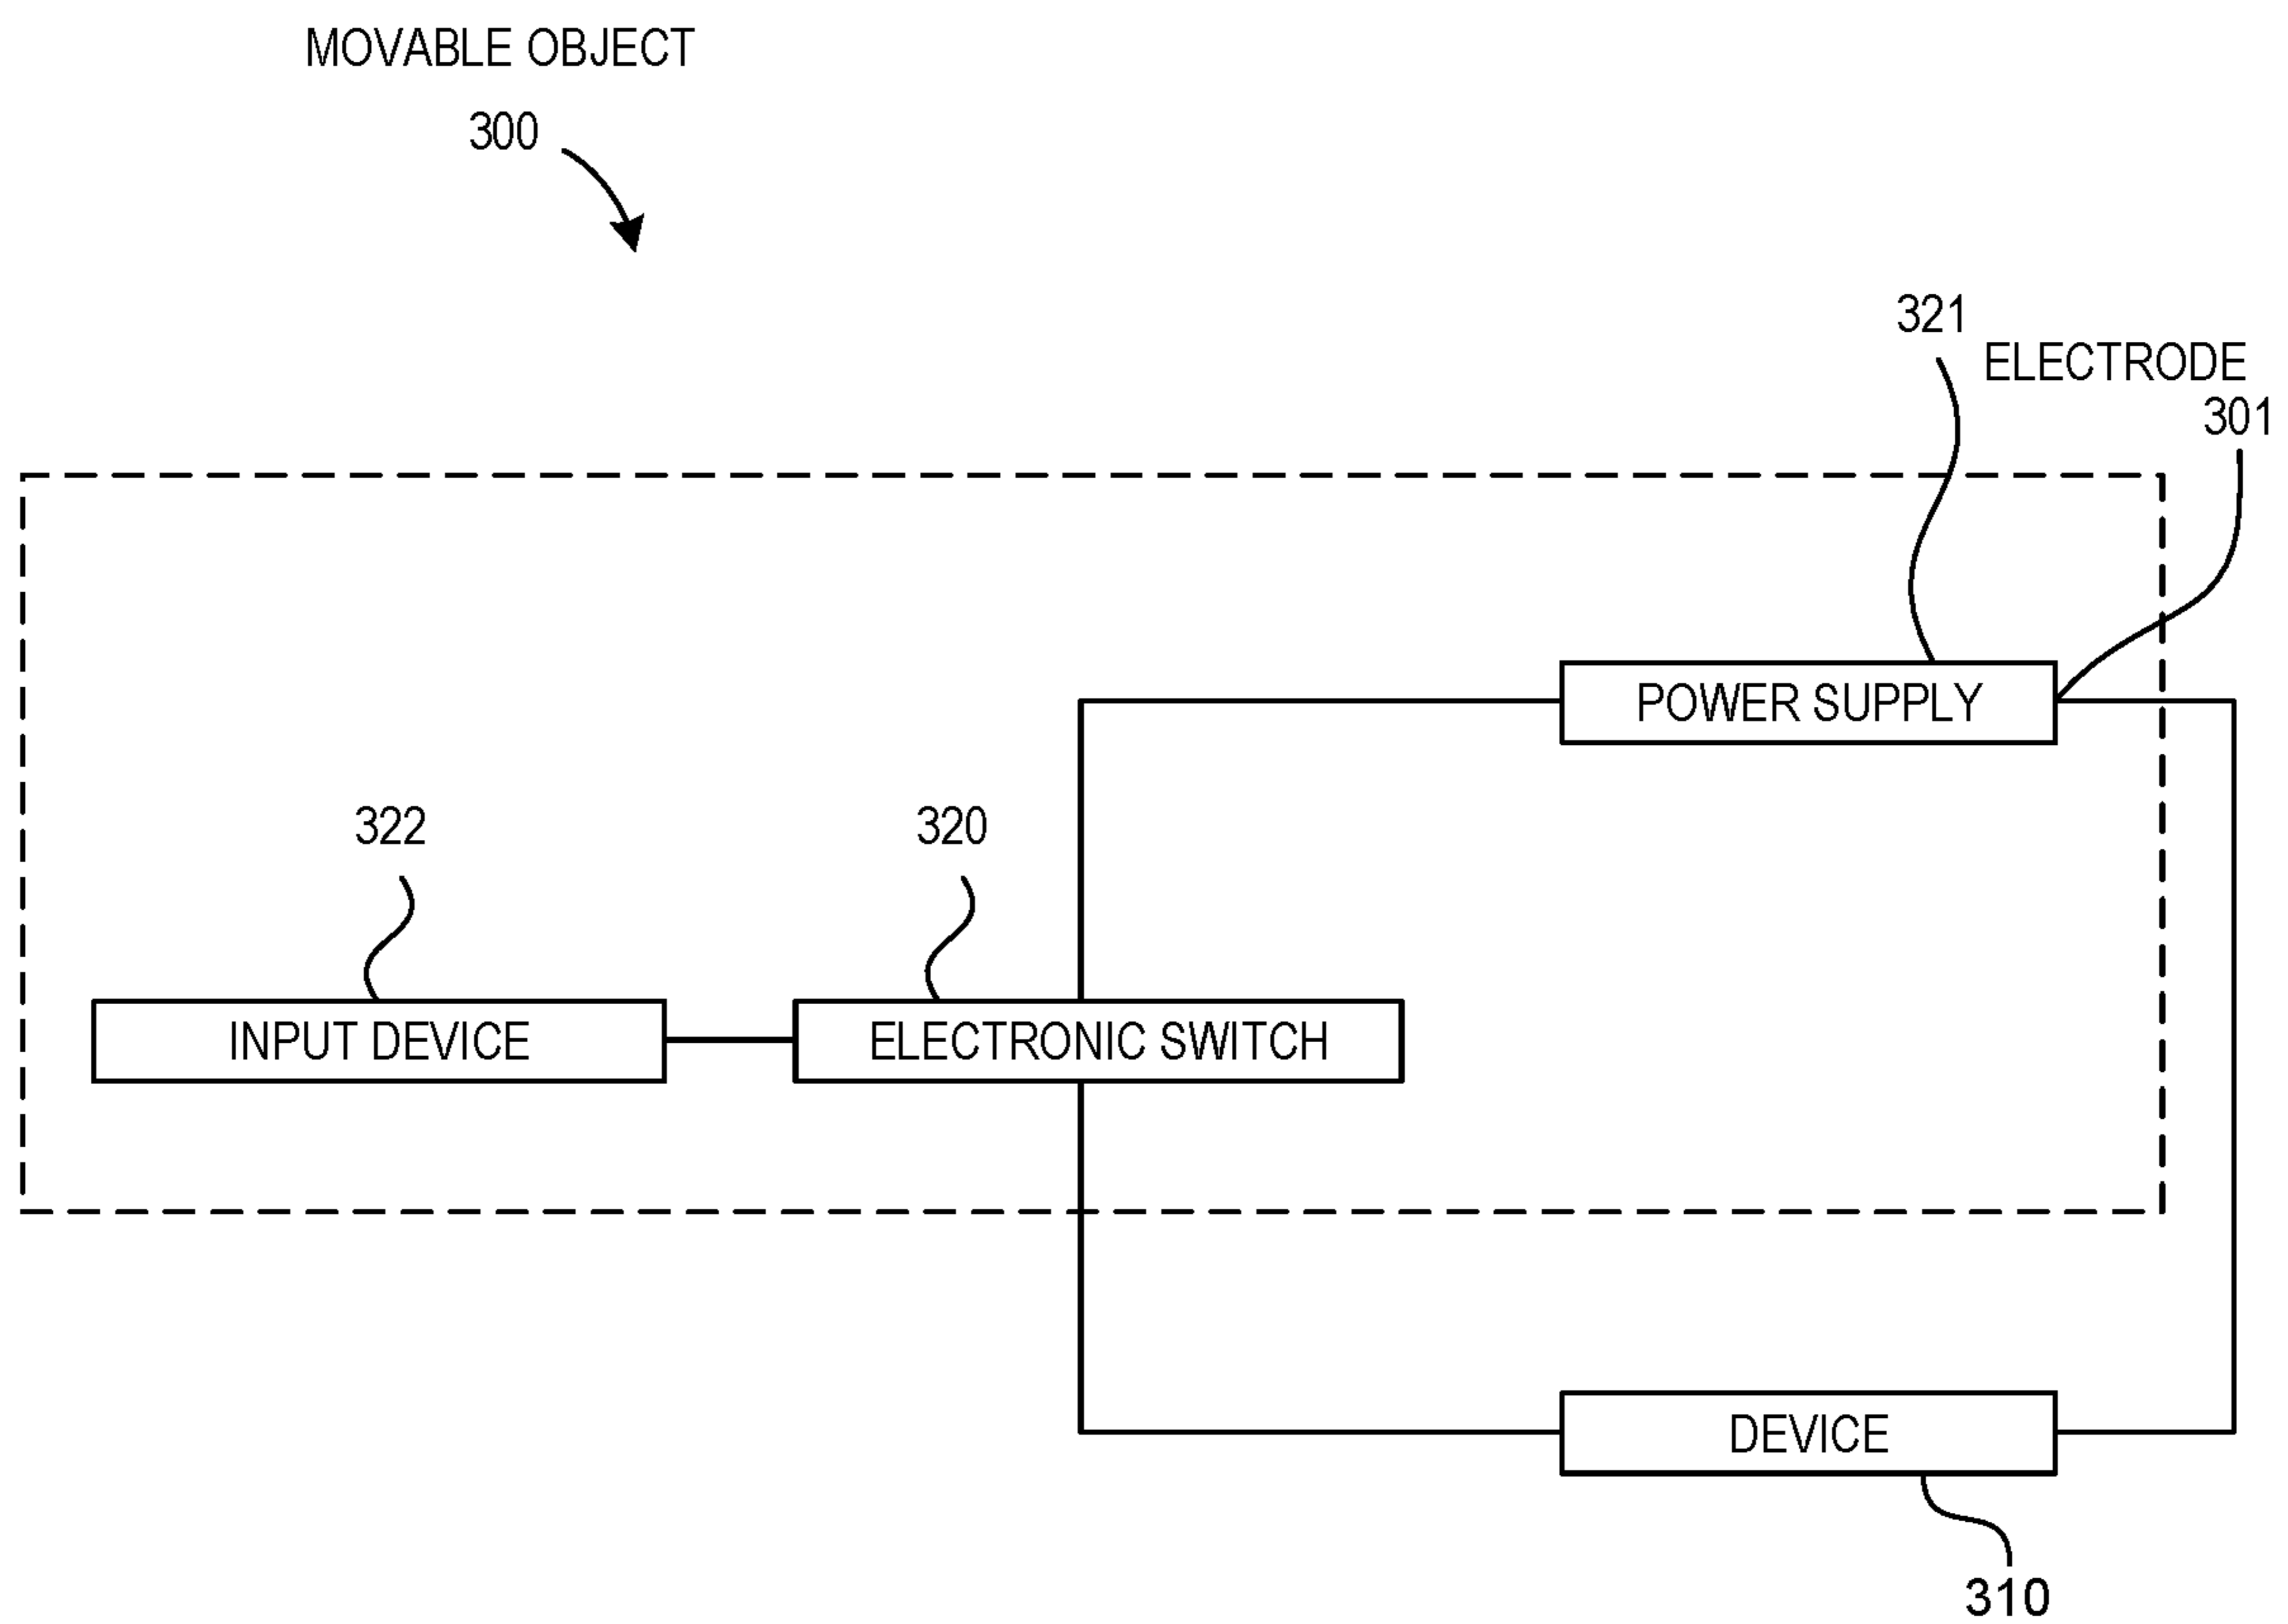 MOVABLE OBJECT
300
321
ELECTRODE
301
POWER SUPPLY
322
320
INPUT DEVICE
ELECTRONIC SWITCH
DEVICE
310